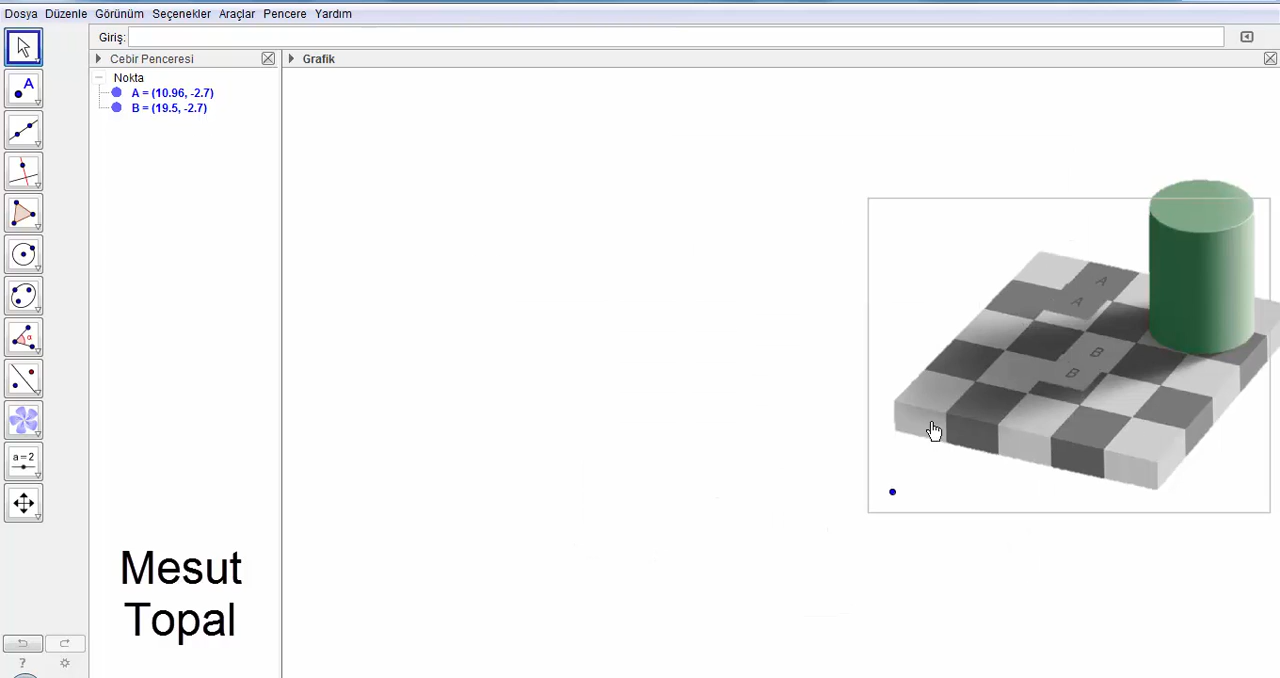 Dosya Düzenle Görünüm Seçenekler Araçlar Pencere Yardım
Giriş:
Cebir Penceresi
Grafik
Nokta
A = (10.96, -2.7)
B = (19.5, -2.7)
A
α
a=2
?
A
A
B
B
Mesut
Topal